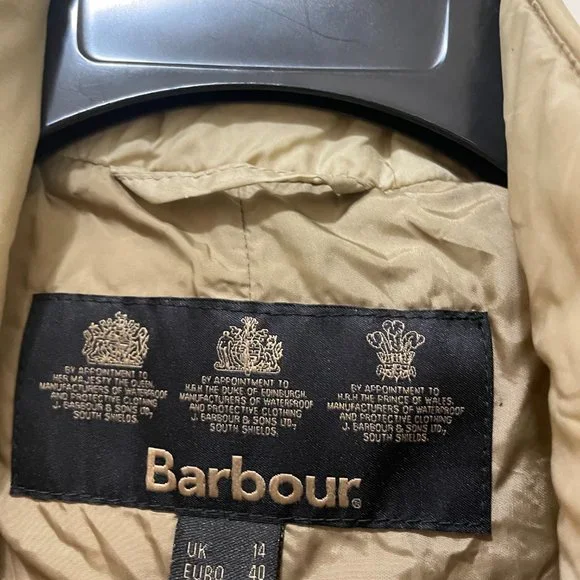 BY APPOINTMENT TO
HER MAJESTY THE QUEEN.
MANUFACTURERS OF WATERPROOF
AND PROTECTIVE CLOTHING
J. BARBOUR & SONS LTD.,
SOUTH SHIELDS.
BY APPOINTMENT TO
H.R.H. THE DUKE OF EDINBURGH.
MANUFACTURERS OF WATERPROOF
AND PROTECTIVE CLOTHING
J. BARBOUR & SONS LTD.,
SOUTH SHIELDS.
BY APPOINTMENT TO
H.R.H. THE PRINCE OF WALES.
MANUFACTURERS OF WATERPROOF
AND PROTECTIVE CLOTHING
J. BARBOUR & SONS LTD.,
SOUTH SHIELDS.
Barbour®
UK 14
EURO 40